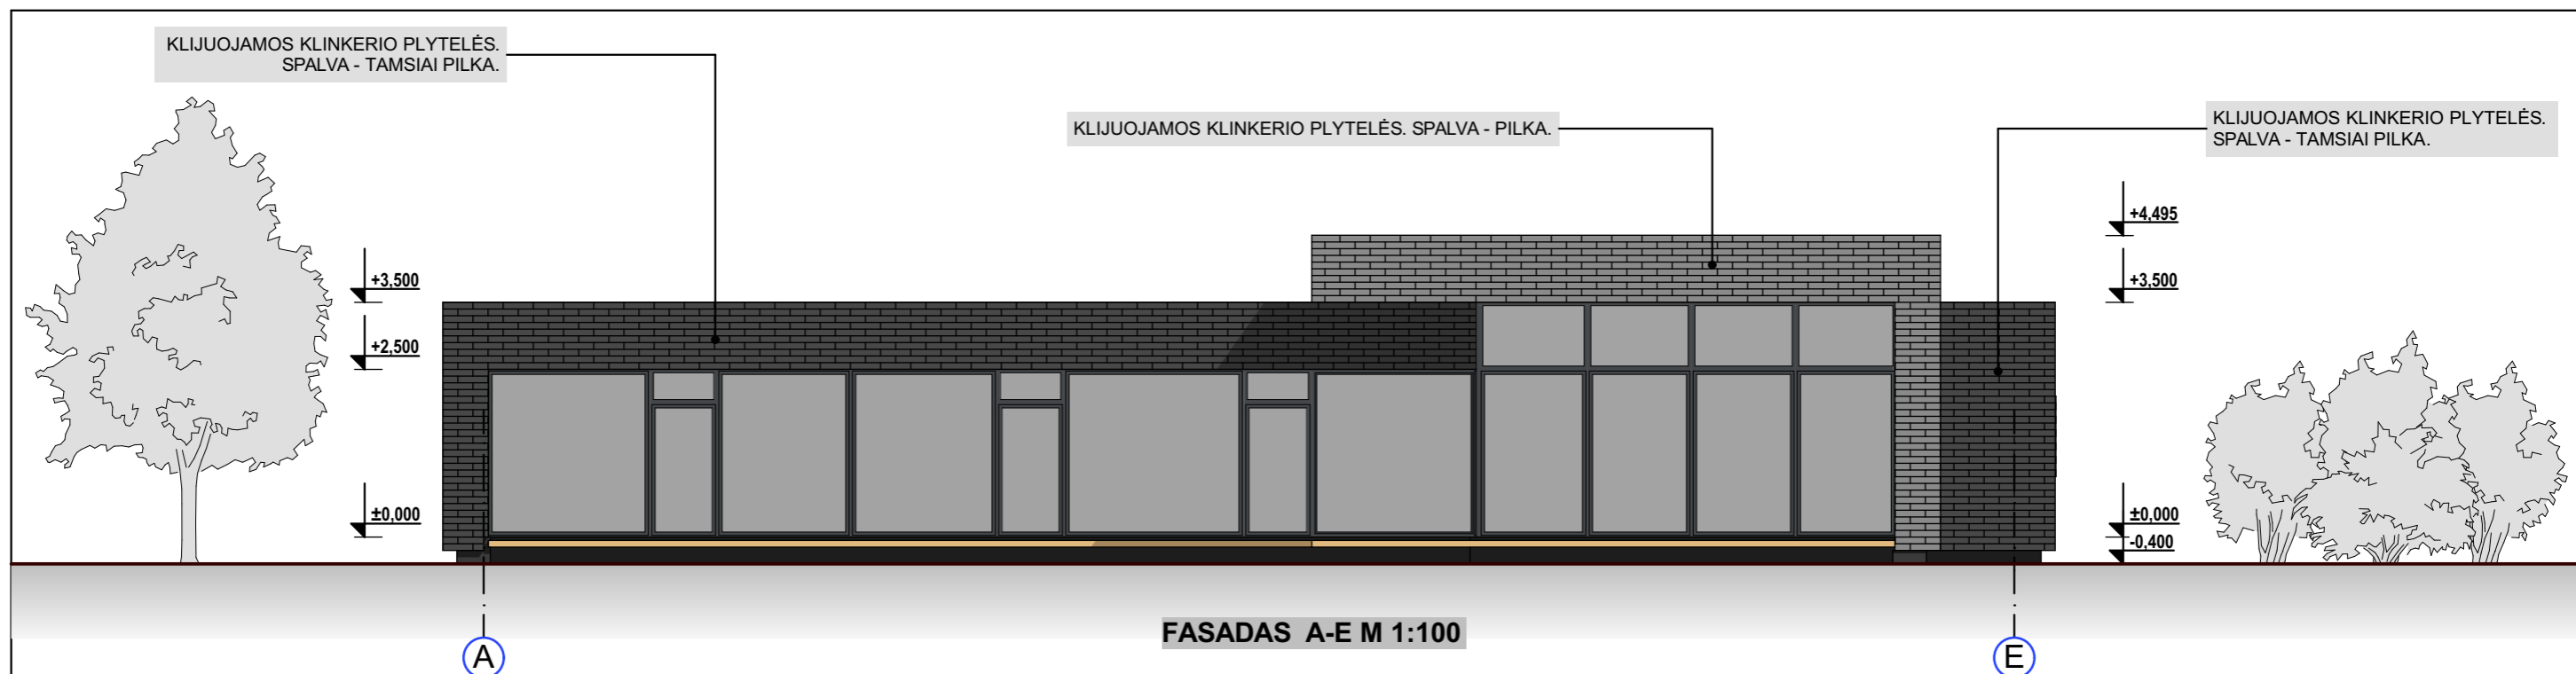 KLIJUOJAMOS KLINKERIO PLYTELĖS.
SPALVA - TAMSIAI PILKA.
KLIJUOJAMOS KLINKERIO PLYTELĖS. SPALVA - PILKA.
KLIJUOJAMOS KLINKERIO PLYTELĖS.
SPALVA - TAMSIAI PILKA.
+4,495
+3,500
+3,500
+2,500
±0,000
±0,000
-0,400
FASADAS A-E M 1:100
A
E